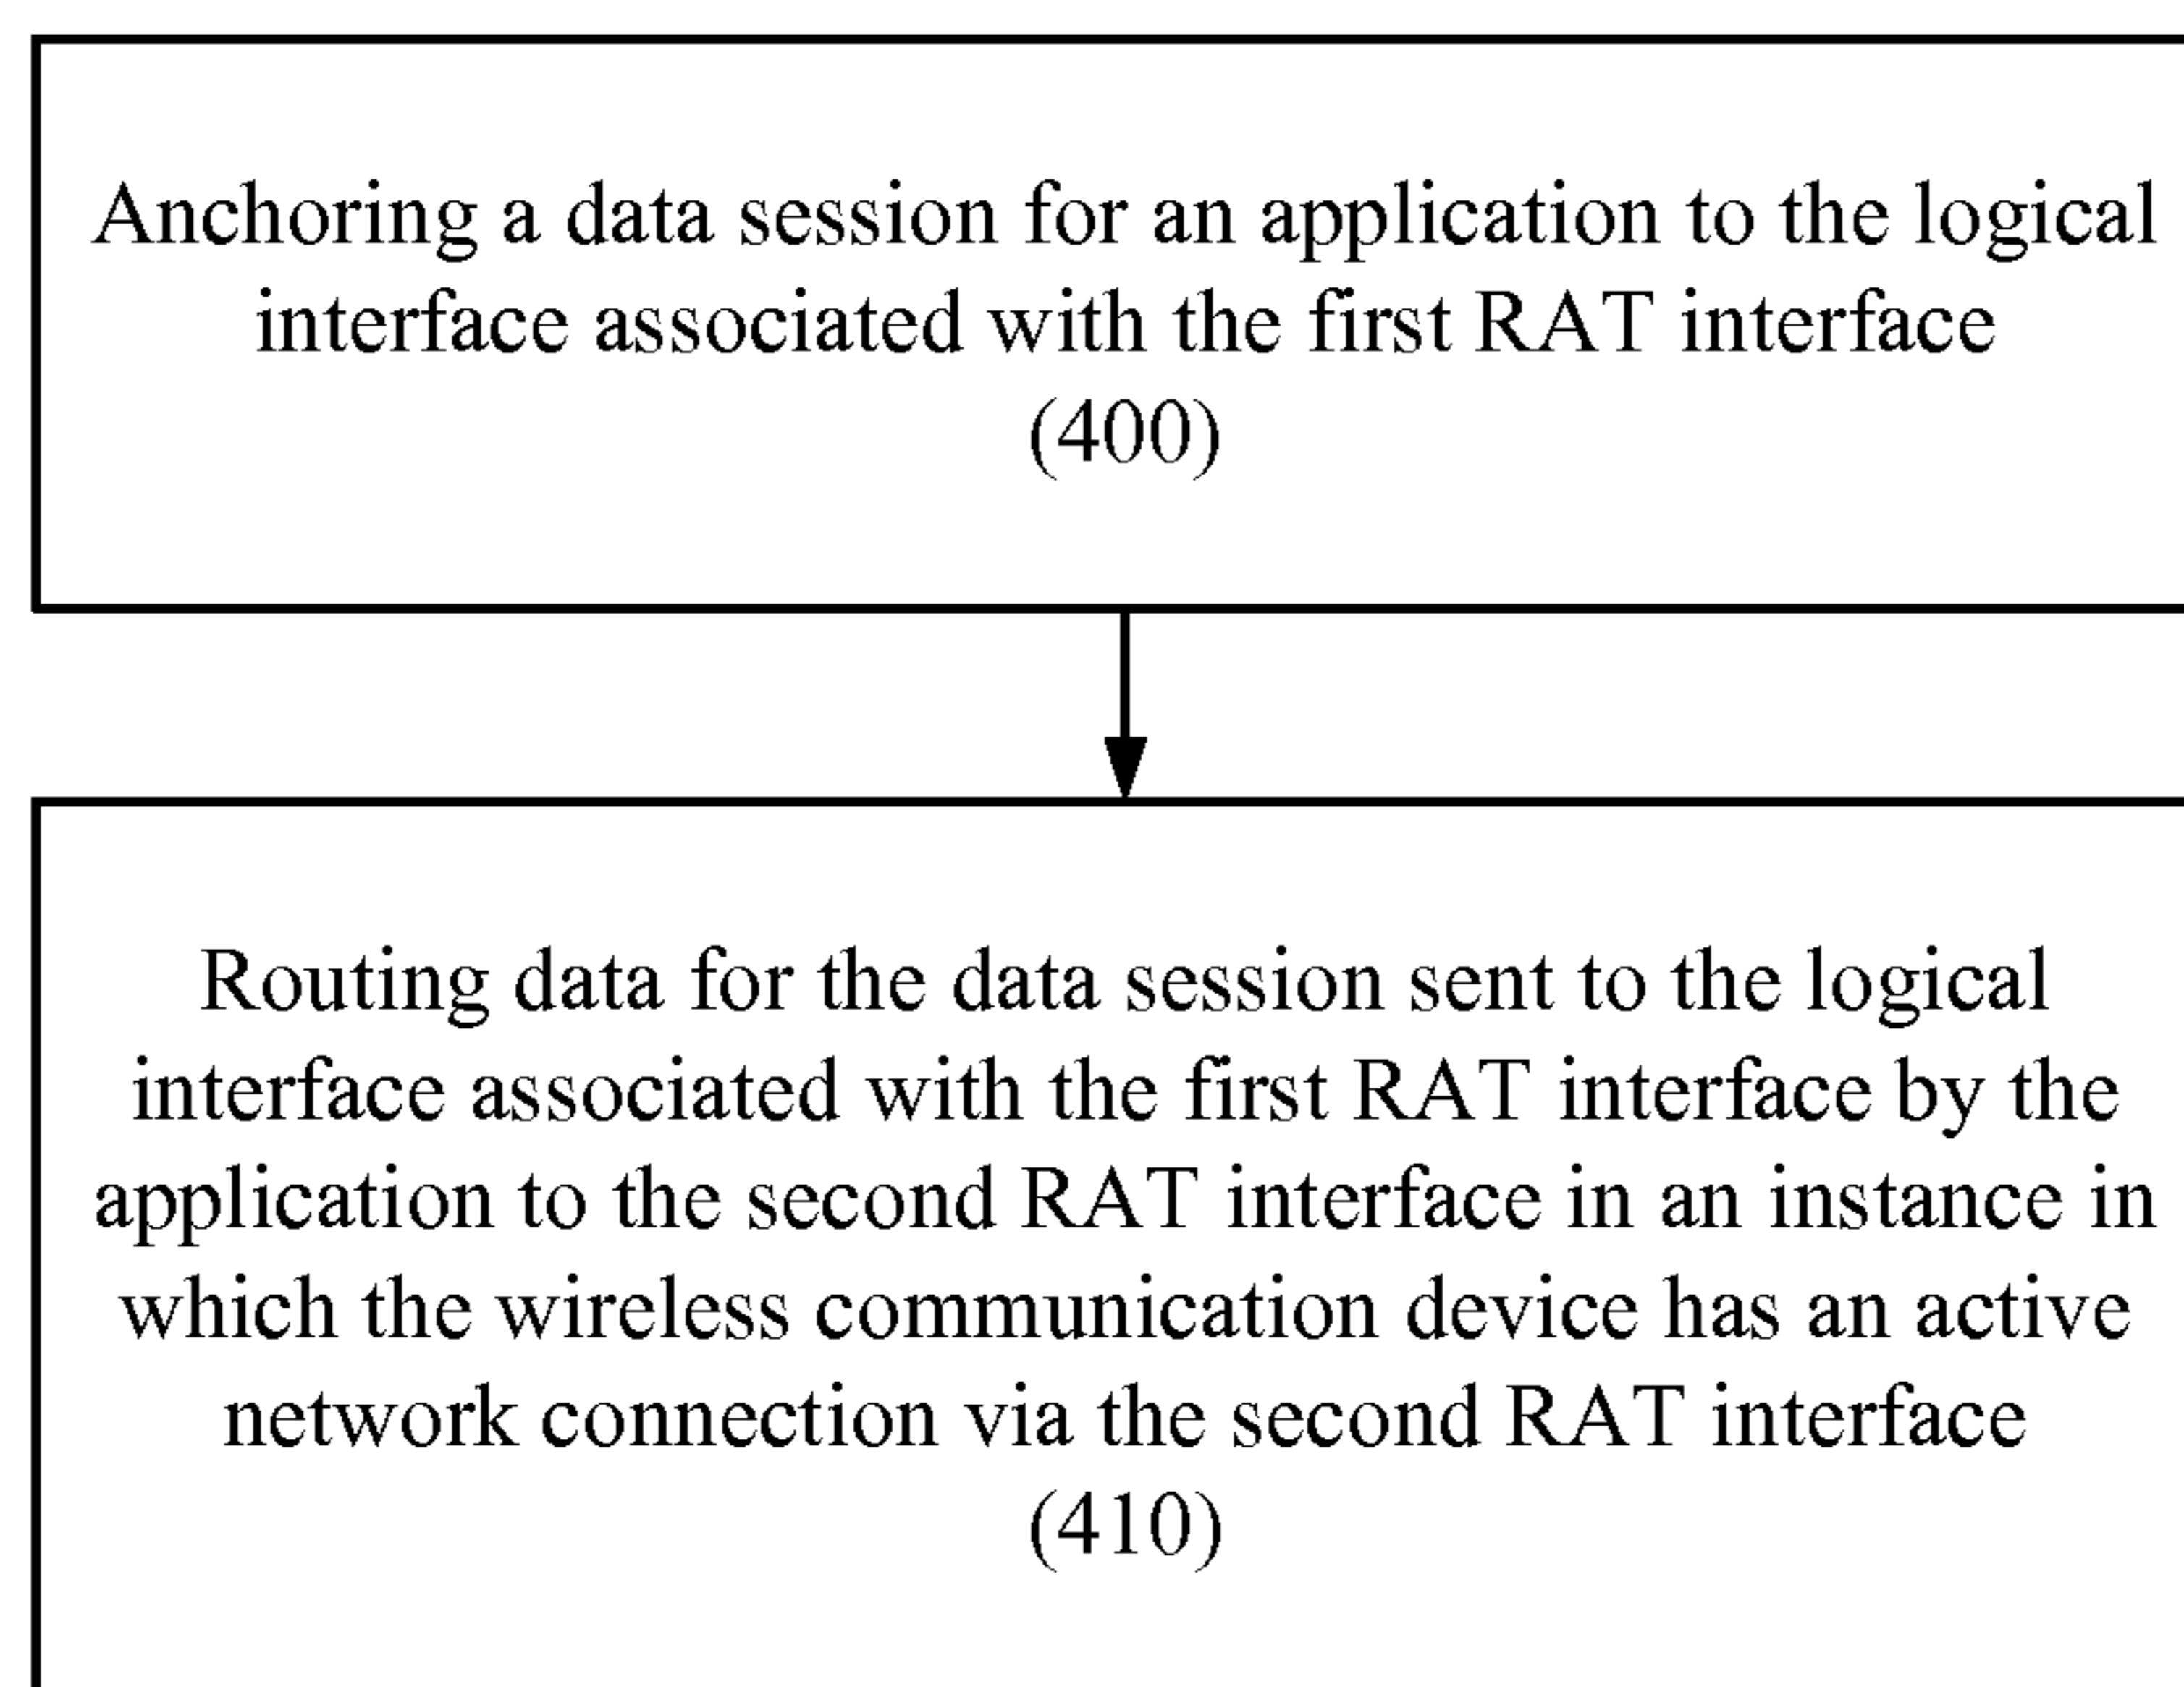 Anchoring a data session for an application to the logical
interface associated with the first RAT interface
(400)
Routing data for the data session sent to the logical
interface associated with the first RAT interface by the
application to the second RAT interface in an instance in
which the wireless communication device has an active
network connection via the second RAT interface
(410)